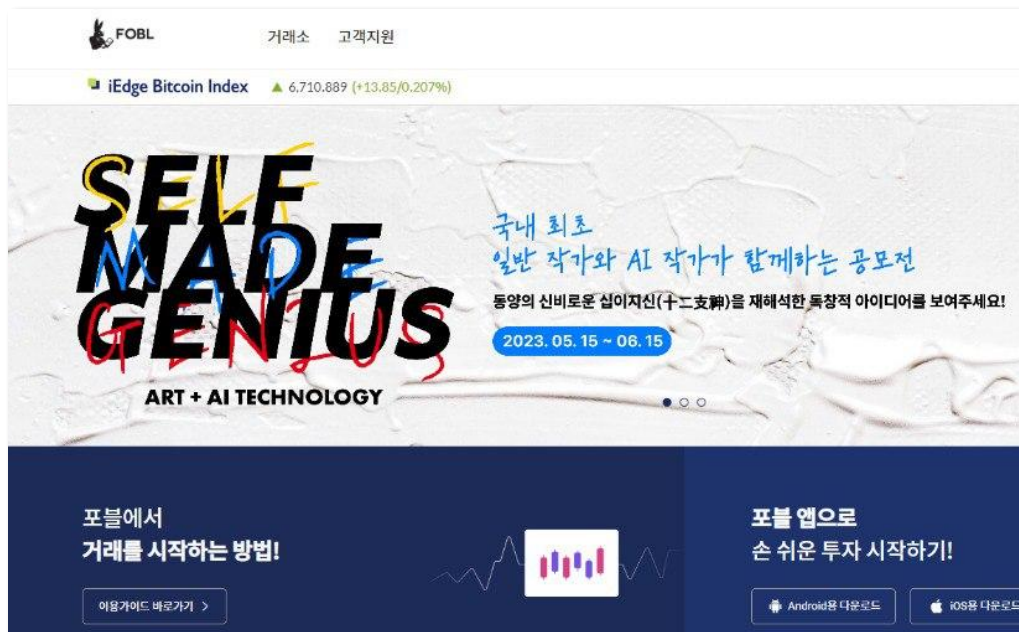 FOBL
거래소 고객지원
iEdge Bitcoin Index ▲ 6,710.889 (+13.85/0.207%)
SELF
MADE
GENIUS
SELF
MADE
GENIUS
ART + AI TECHNOLOGY
국내 최초
일반 작가와 AI 작가가 함께하는 공모전
동양의 신비로운 십이지신(十二支神)을 재해석한 독창적 아이디어를 보여주세요!
2023. 05. 15 ~ 06. 15
포블에서
거래를 시작하는 방법!
이용가이드 바로가기 >
포블 앱으로
손 쉬운 투자 시작하기!
Android용 다운로드
iOS용 다운로드